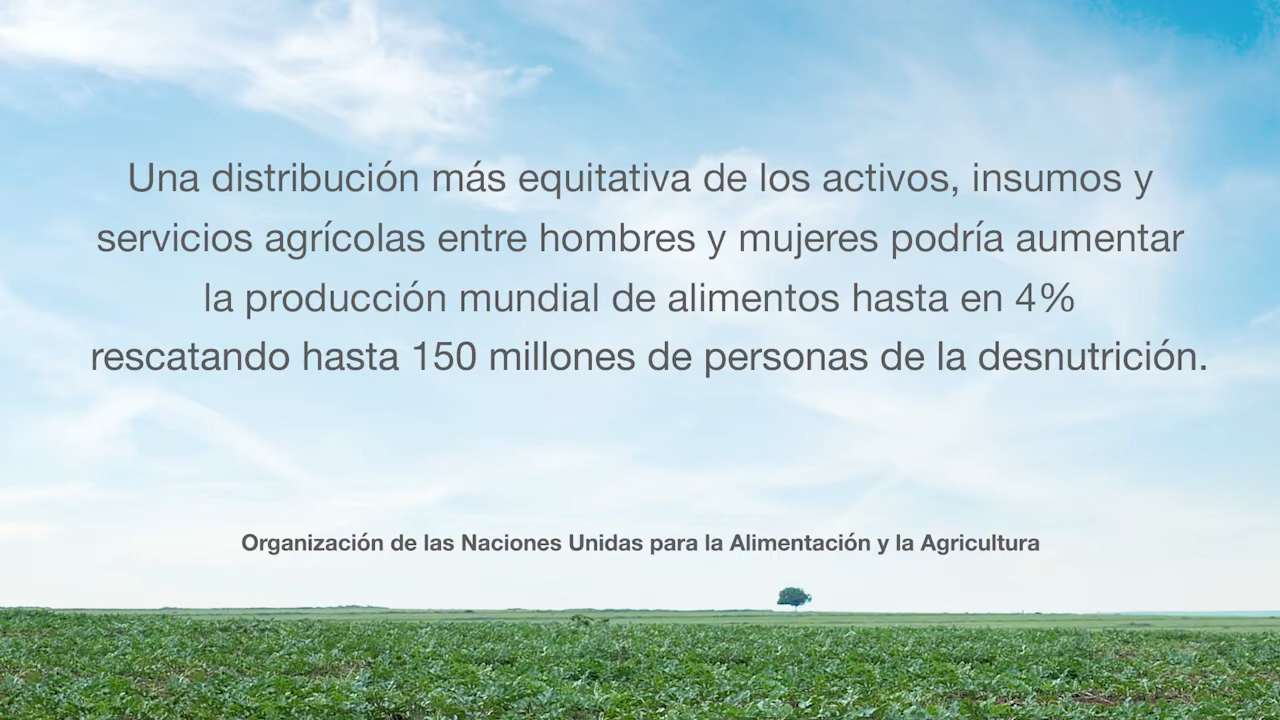 Una distribución más equitativa de los activos, insumos y
servicios agrícolas entre hombres y mujeres podría aumentar
la producción mundial de alimentos hasta en 4%
rescatando hasta 150 millones de personas de la desnutrición.
Organización de las Naciones Unidas para la Alimentación y la Agricultura